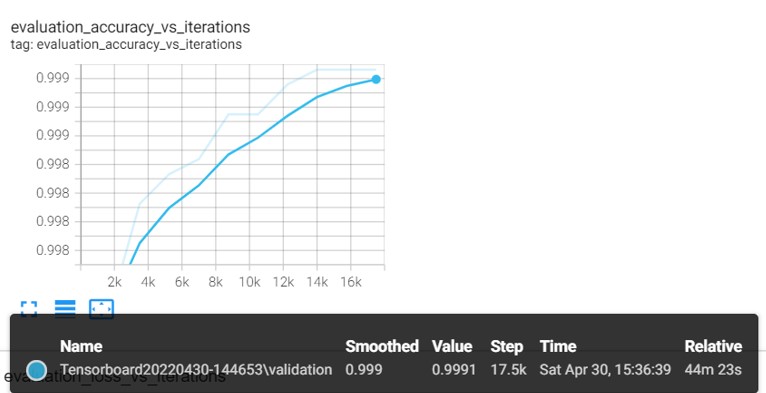 evaluation_accuracy_vs_iterations
tag: evaluation_accuracy_vs_iterations
0.999
0.999
0.999
0.998
0.998
0.998
0.998
2k 4k 6k 8k 10k 12k 14k 16k
Name Smoothed Value Step Time Relative
Tensorboard20220430-144653\validation 0.999 0.9991 17.5k Sat Apr 30, 15:36:39 44m 23s
evaluation_loss_vs_iterations